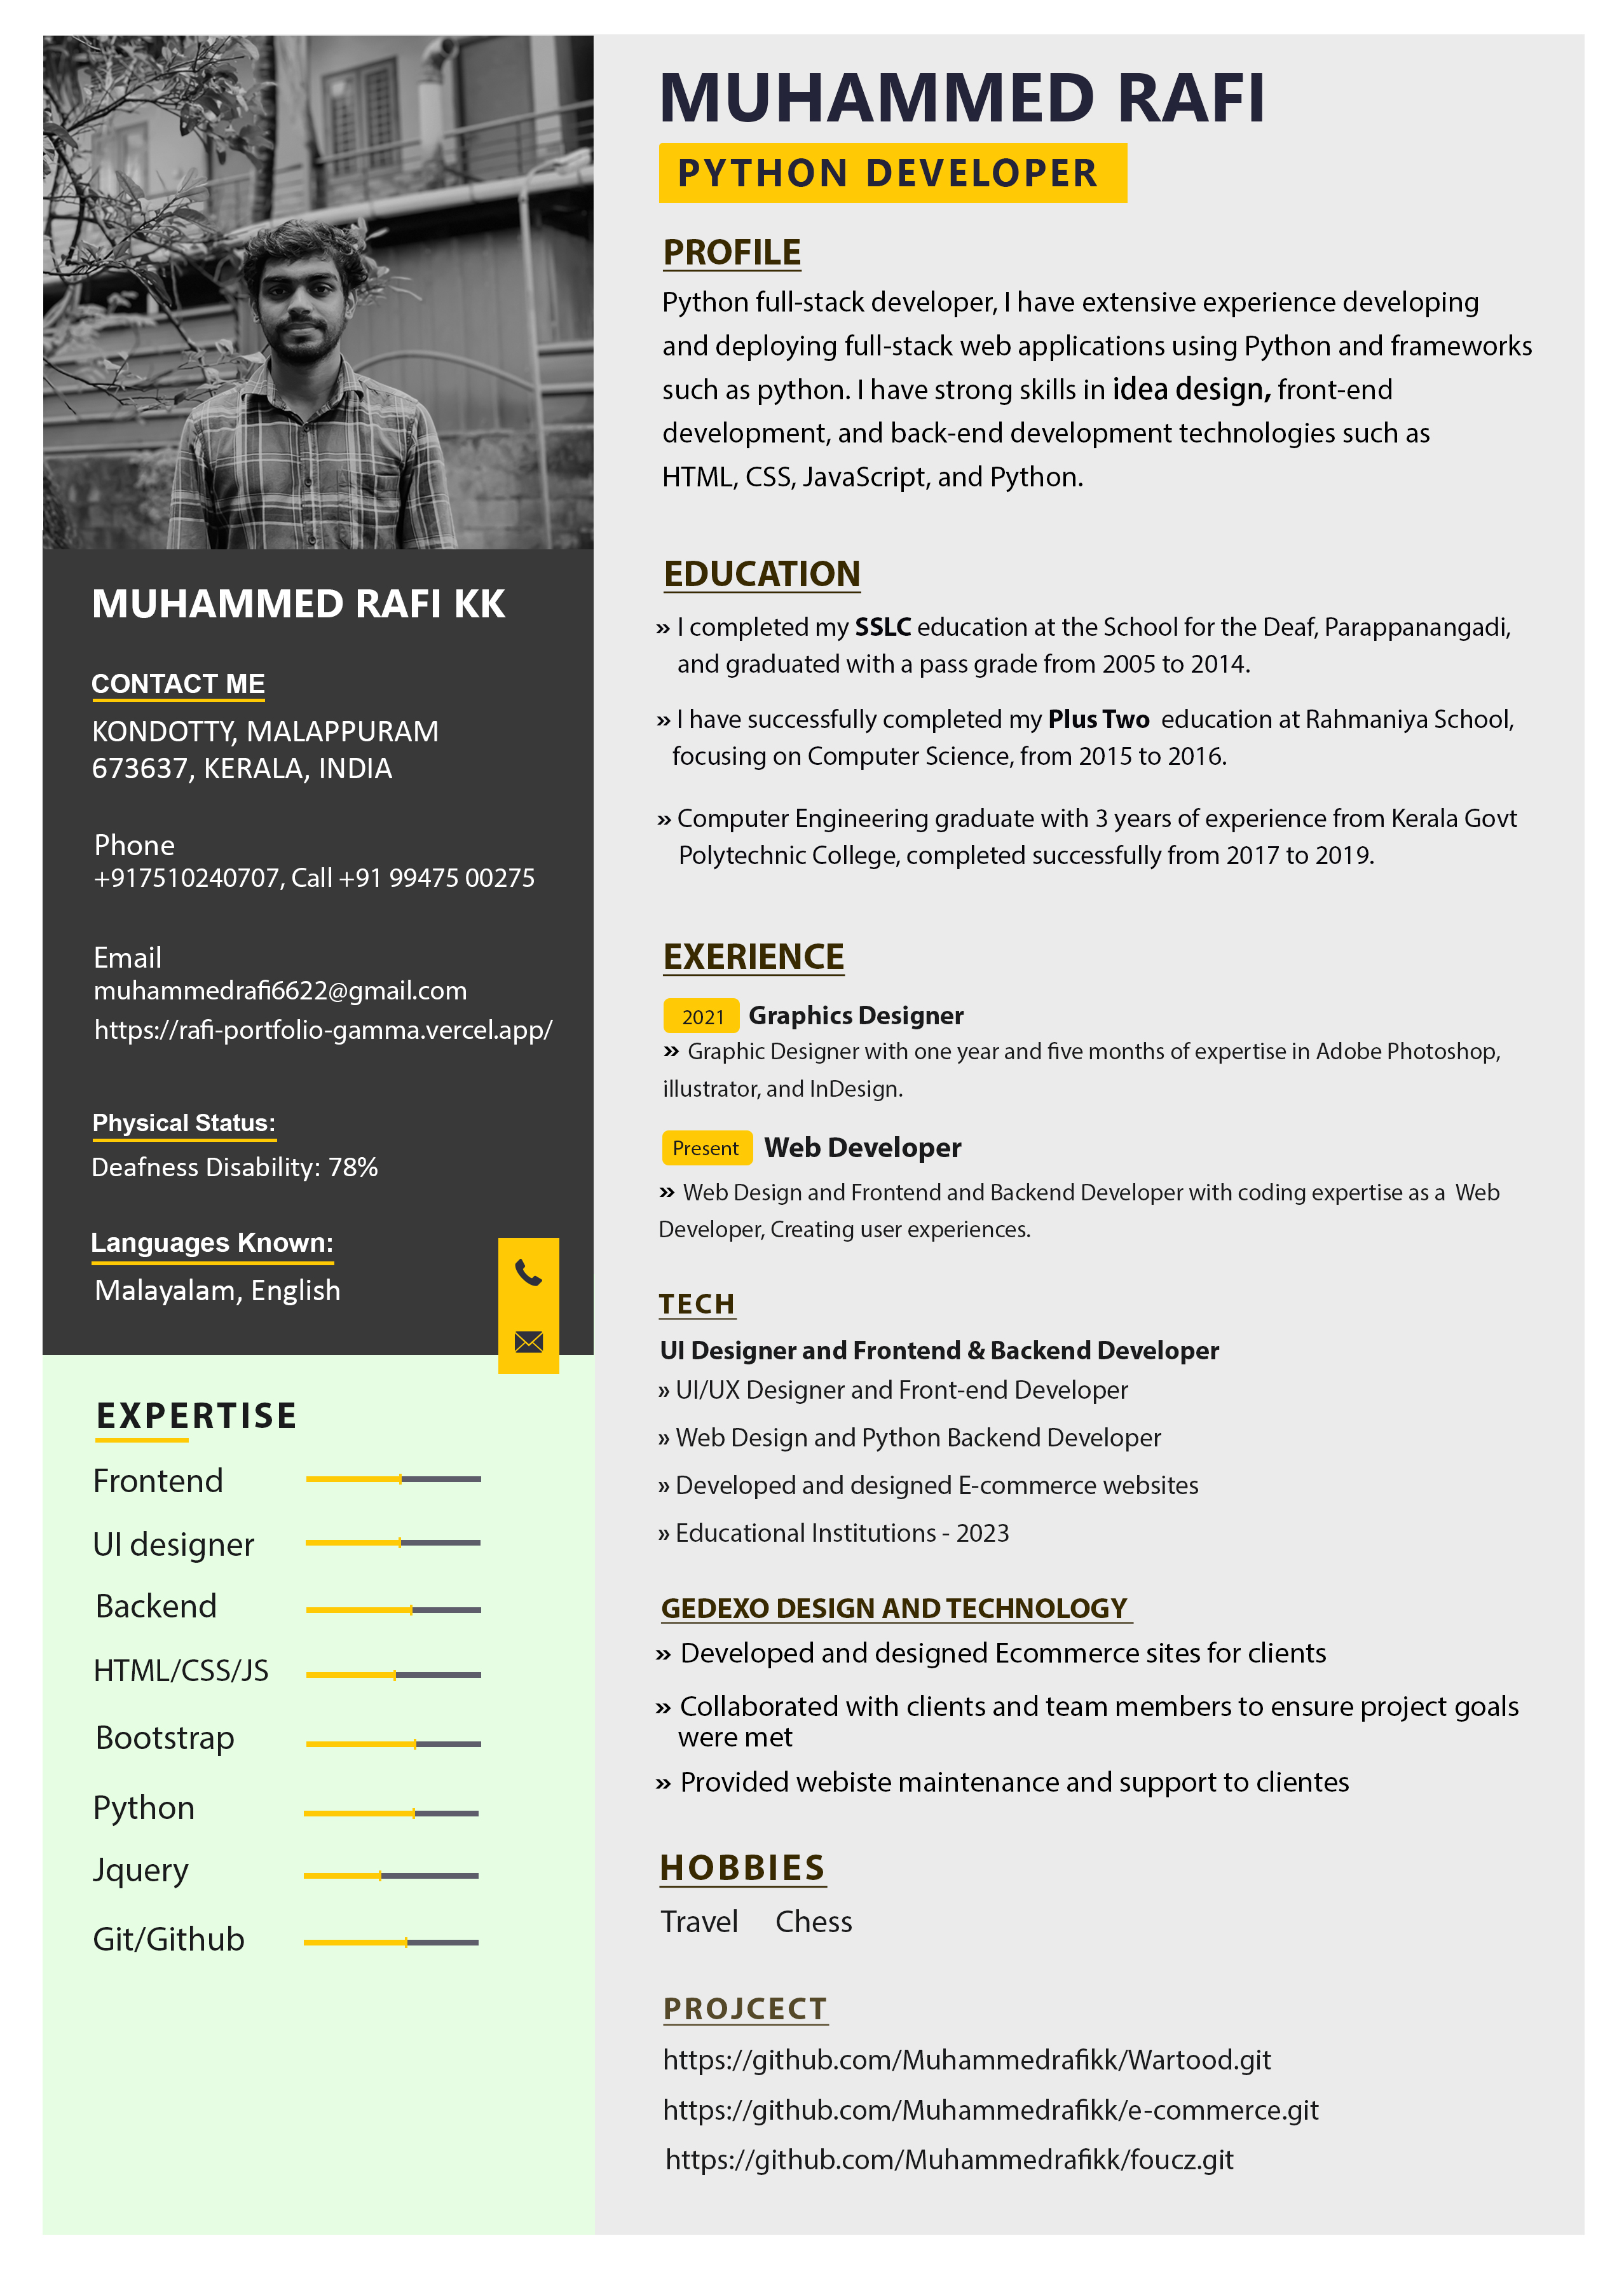 MUHAMMED RAFI KK
CONTACT ME
KONDOTTY, MALAPPURAM
673637, KERALA, INDIA
Phone
+917510240707, Call +91 99475 00275
Email
muhammedrafi6622@gmail.com
https://rafi-portfolio-gamma.vercel.app/
Physical Status:
Deafness Disability: 78%
Languages Known:
Malayalam, English
EXPERTISE
Frontend
UI designer
Backend
HTML/CSS/JS
Bootstrap
Python
Jquery
Git/Github
MUHAMMED RAFI
PYTHON DEVELOPER
PROFILE
Python full-stack developer, I have extensive experience developing
and deploying full-stack web applications using Python and frameworks
such as python. I have strong skills in idea design, front-end
development, and back-end development technologies such as
HTML, CSS, JavaScript, and Python.
EDUCATION
» I completed my SSLC education at the School for the Deaf, Parappanangadi,
and graduated with a pass grade from 2005 to 2014.
» I have successfully completed my Plus Two education at Rahmaniya School,
focusing on Computer Science, from 2015 to 2016.
» Computer Engineering graduate with 3 years of experience from Kerala Govt
Polytechnic College, completed successfully from 2017 to 2019.
EXERIENCE
2021 Graphics Designer
» Graphic Designer with one year and five months of expertise in Adobe Photoshop,
illustrator, and InDesign.
Present Web Developer
» Web Design and Frontend and Backend Developer with coding expertise as a Web
Developer, Creating user experiences.
TECH
UI Designer and Frontend & Backend Developer
» UI/UX Designer and Front-end Developer
» Web Design and Python Backend Developer
» Developed and designed E-commerce websites
» Educational Institutions - 2023
GEDEXO DESIGN AND TECHNOLOGY
» Developed and designed Ecommerce sites for clients
» Collaborated with clients and team members to ensure project goals
were met
» Provided webiste maintenance and support to clientes
HOBBIES
Travel Chess
PROJCECT
https://github.com/Muhammedrafikk/Wartood.git
https://github.com/Muhammedrafikk/e-commerce.git
https://github.com/Muhammedrafikk/foucz.git